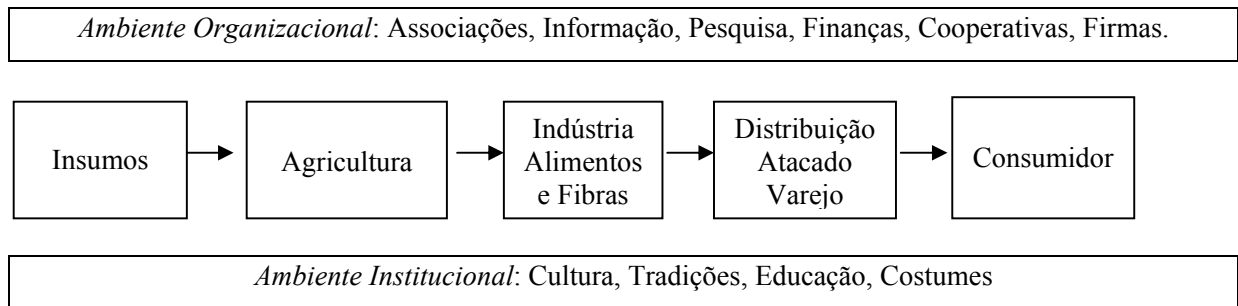 Ambiente Organizacional: Associações, Informação, Pesquisa, Finanças, Cooperativas, Firmas.
Insumos
Agricultura
Indústria
Alimentos
e Fibras
Distribuição
Atacado
Varejo
Consumidor
Ambiente Institucional: Cultura, Tradições, Educação, Costumes